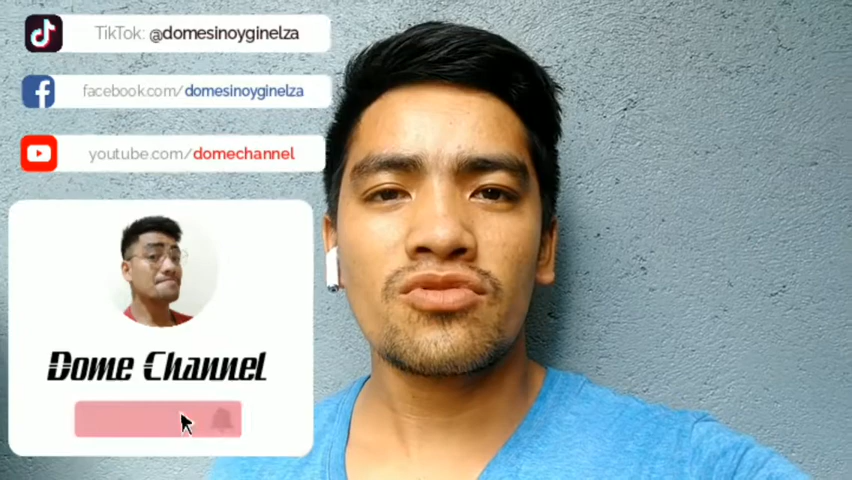 TikTok: @domesinoyginelza
facebook.com/domesinoyginelza
youtube.com/domechannel
Dome Channel